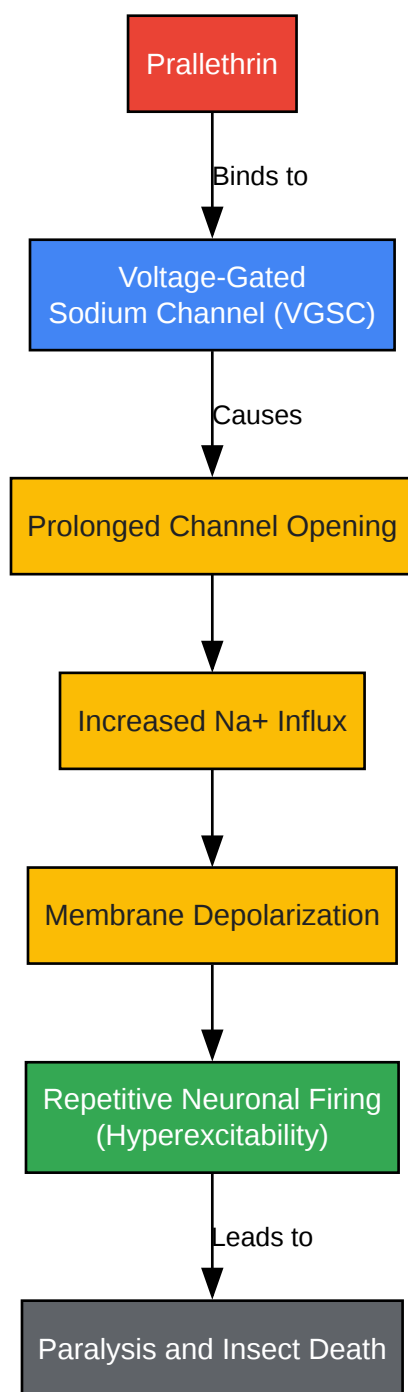 Prallethrin
Binds to
Voltage-Gated
Sodium Channel (VGSC)
Causes
Prolonged Channel Opening
Increased Na+ Influx
Membrane Depolarization
Repetitive Neuronal Firing
(Hyperexcitability)
Leads to
Paralysis and Insect Death